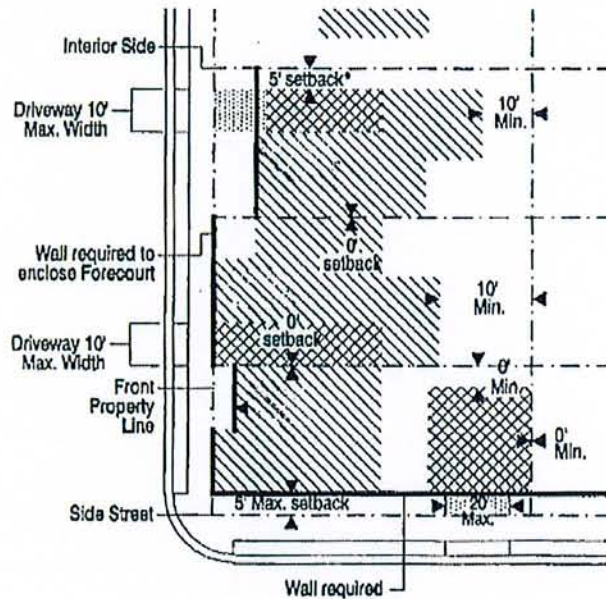 Interior Side
5' setback*
Driveway 10'
Max. Width
10'
Min.
Wall required to
enclose Forecourt
0'
setback
10'
Min.
Driveway 10'
Max. Width
0'
setback
0'
Min.
Front
Property
Line
0'
Min.
5' Max. setback
20'
Max.
Side Street
Wall required